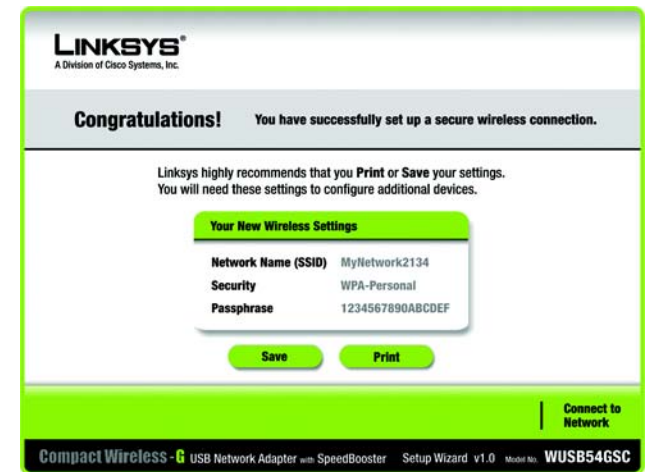 LINKSYS®
A Division of Cisco Systems, Inc.
Congratulations! You have successfully set up a secure wireless connection.
Linksys highly recommends that you Print or Save your settings.
You will need these settings to configure additional devices.
Your New Wireless Settings
Network Name (SSID) MyNetwork2134
Security WPA-Personal
Passphrase 1234567890ABCDEF
Save Print
Connect to
Network
Compact Wireless-G USB Network Adapter with SpeedBooster Setup Wizard v1.0 Model No. WUSB54GSC